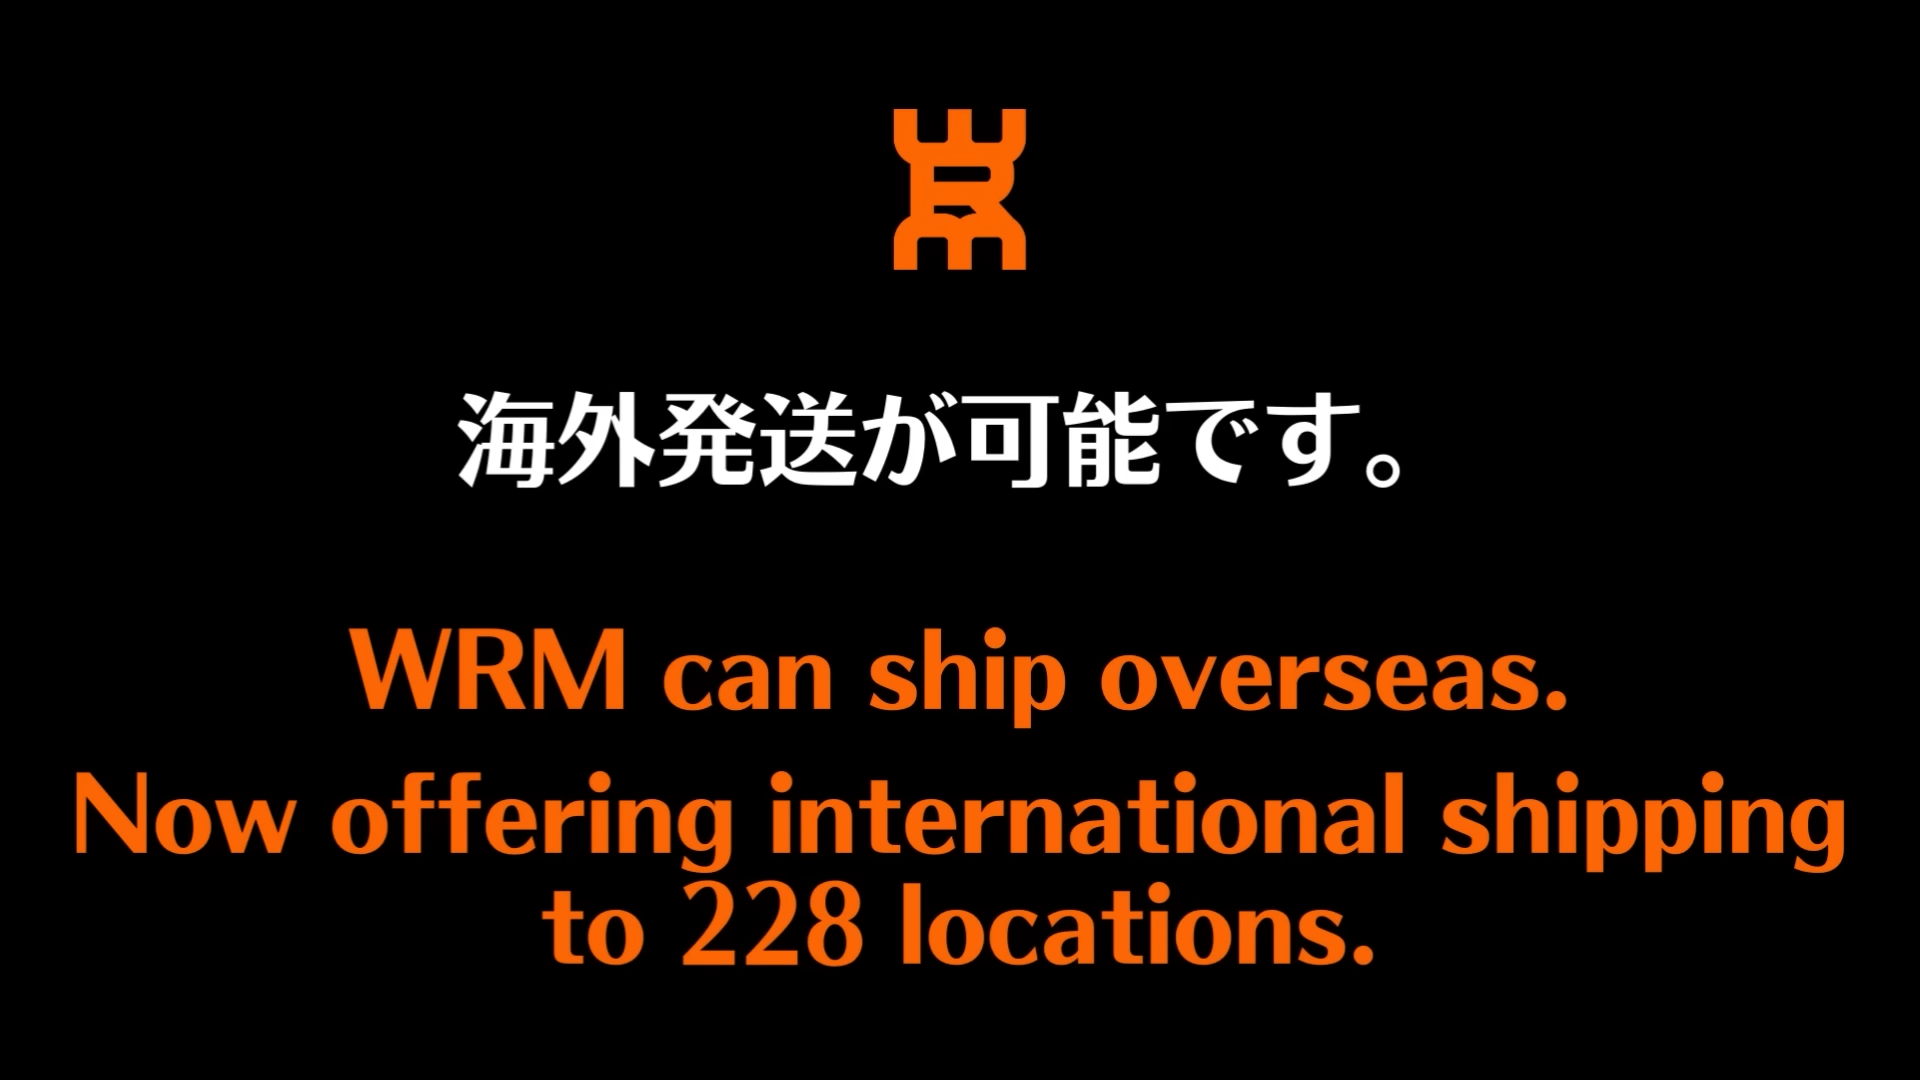 海外発送が可能です。
WRM can ship overseas.
Now offering international shipping
to 228 locations.